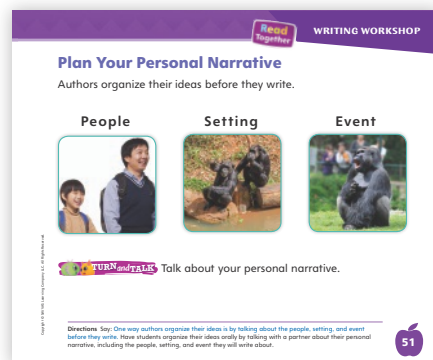 Read
Together
WRITING WORKSHOP
Plan Your Personal Narrative
Authors organize their ideas before they write.
People
Setting
Event
TURN and TALK Talk about your personal narrative.
Directions Say: One way authors organize their ideas is by talking about the people, setting, and event
before they write. Have students organize their ideas orally by talking with a partner about their personal
narrative, including the people, setting, and event they will write about.
51